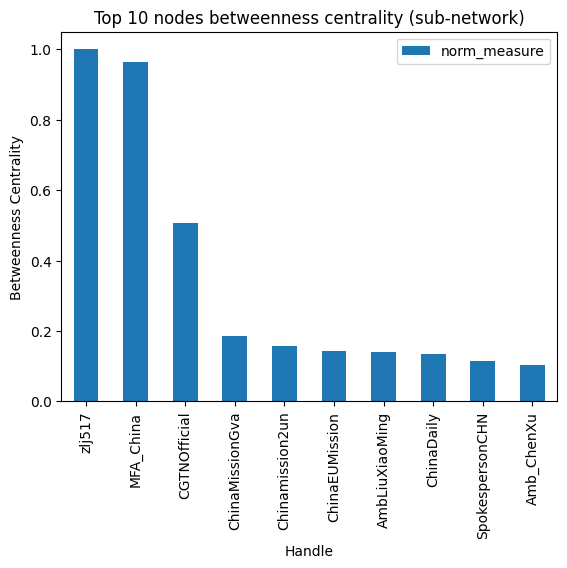 Top 10 nodes betweenness centrality (sub-network)
norm_measure
Betweenness Centrality
1.0
0.8
0.6
0.4
0.2
0.0
zlj517
MFA_China
CGTNOfficial
ChinaMissionGva
Chinamission2un
ChinaEUMission
AmbLiuXiaoMing
ChinaDaily
SpokespersonCHN
Amb_ChenXu
Handle